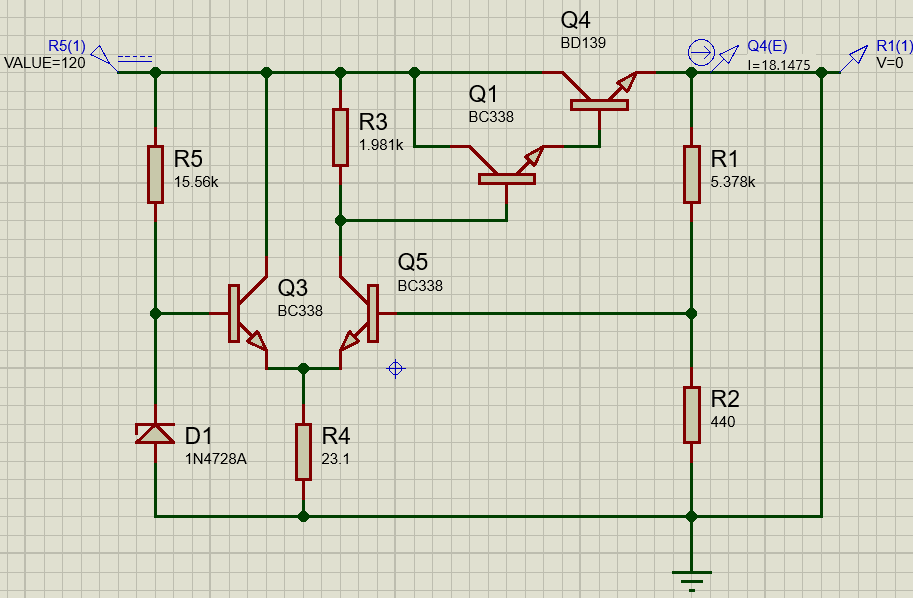 Q4
BD139
R5(1)
VALUE=120
Q4(E)
I=18.1475
R1(1)
V=0
Q1
BC338
R3
1.981k
R5
15.56k
R1
5.378k
Q3
BC338
Q5
BC338
D1
1N4728A
R4
23.1
R2
440